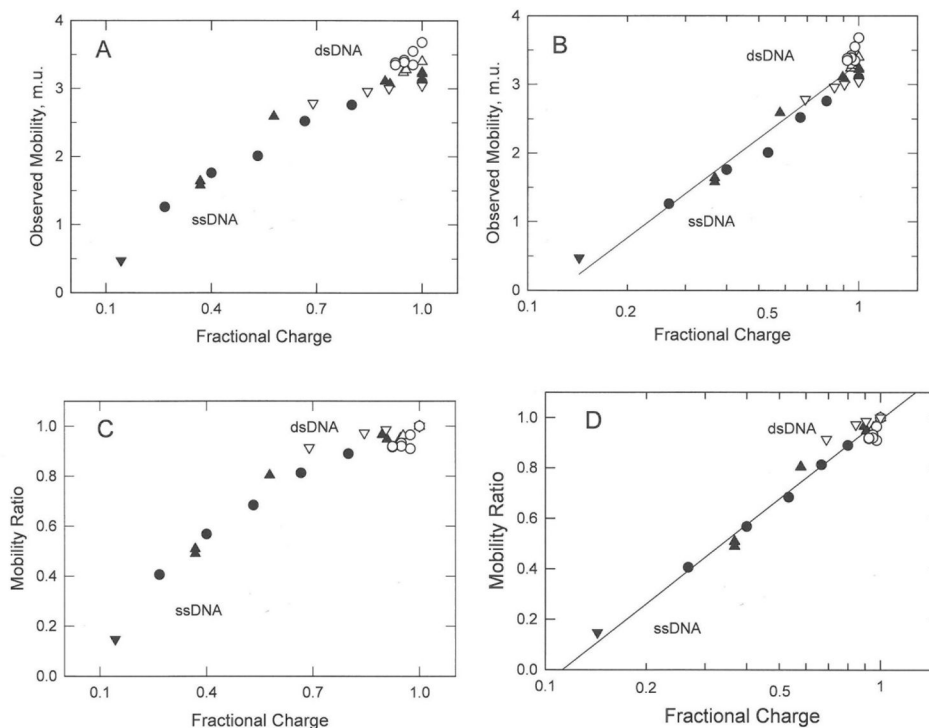 A
dsDNA
ssDNA
Observed Mobility, m.u.
4
3
2
1
0
0.1
0.4
0.7
1.0
Fractional Charge
B
dsDNA
ssDNA
Observed Mobility, m.u.
4
3
2
1
0
0.1
0.2
0.5
1
Fractional Charge
C
dsDNA
ssDNA
Mobility Ratio
1.0
0.8
0.6
0.4
0.2
0.0
0.1
0.4
0.7
1.0
Fractional Charge
D
dsDNA
ssDNA
Mobility Ratio
1.0
0.8
0.6
0.4
0.2
0.0
0.1
0.2
0.5
1
Fractional Charge